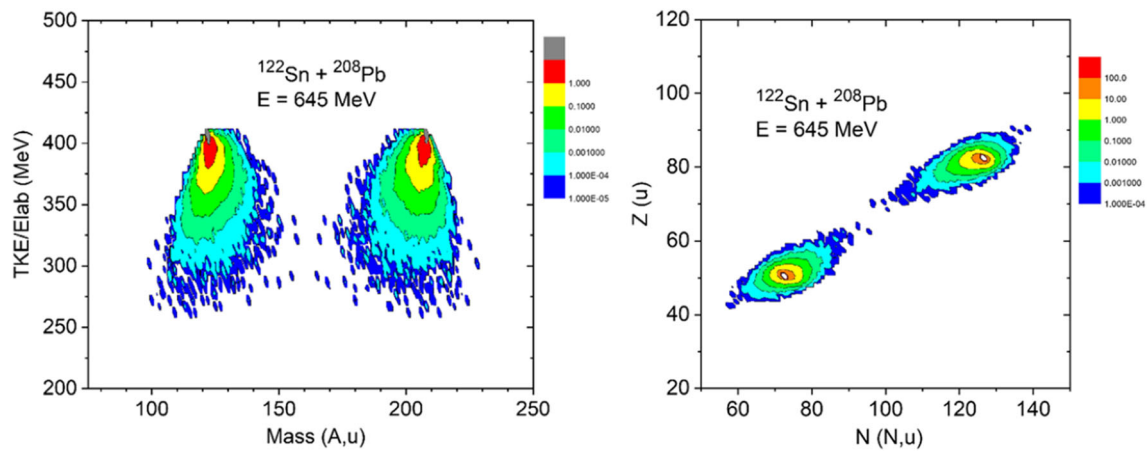 500
450
400
350
300
250
200
TKE/Elab (MeV)
¹²²Sn + ²⁰⁸Pb
E = 645 MeV
1.000
0.1000
0.01000
0.001000
1.000E-04
1.000E-05
100 150 200 250
Mass (A,u)
120
100
80
60
40
20
Z (u)
¹²²Sn + ²⁰⁸Pb
E = 645 MeV
100.0
10.00
1.000
0.1000
0.01000
0.001000
1.000E-04
60 80 100 120 140
N (N,u)